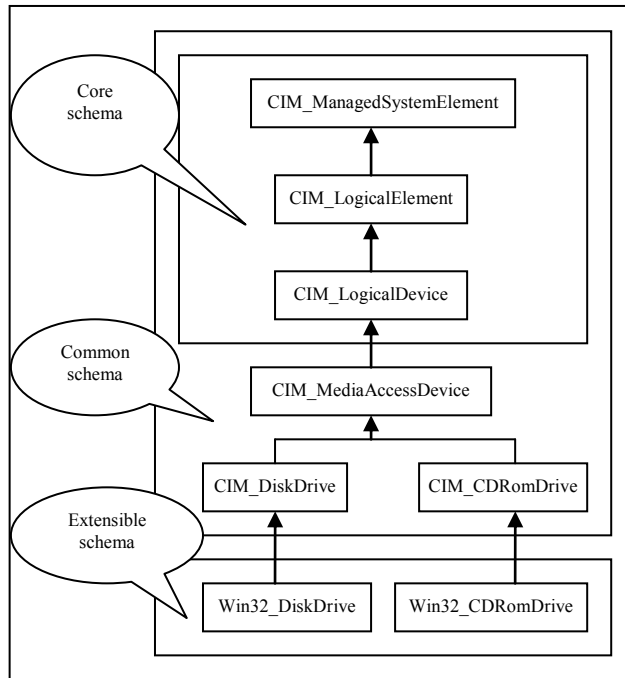 Core
schema
CIM_ManagedSystemElement
CIM_LogicalElement
CIM_LogicalDevice
Common
schema
CIM_MediaAccessDevice
CIM_DiskDrive
CIM_CDRomDrive
Extensible
schema
Win32_DiskDrive
Win32_CDRomDrive